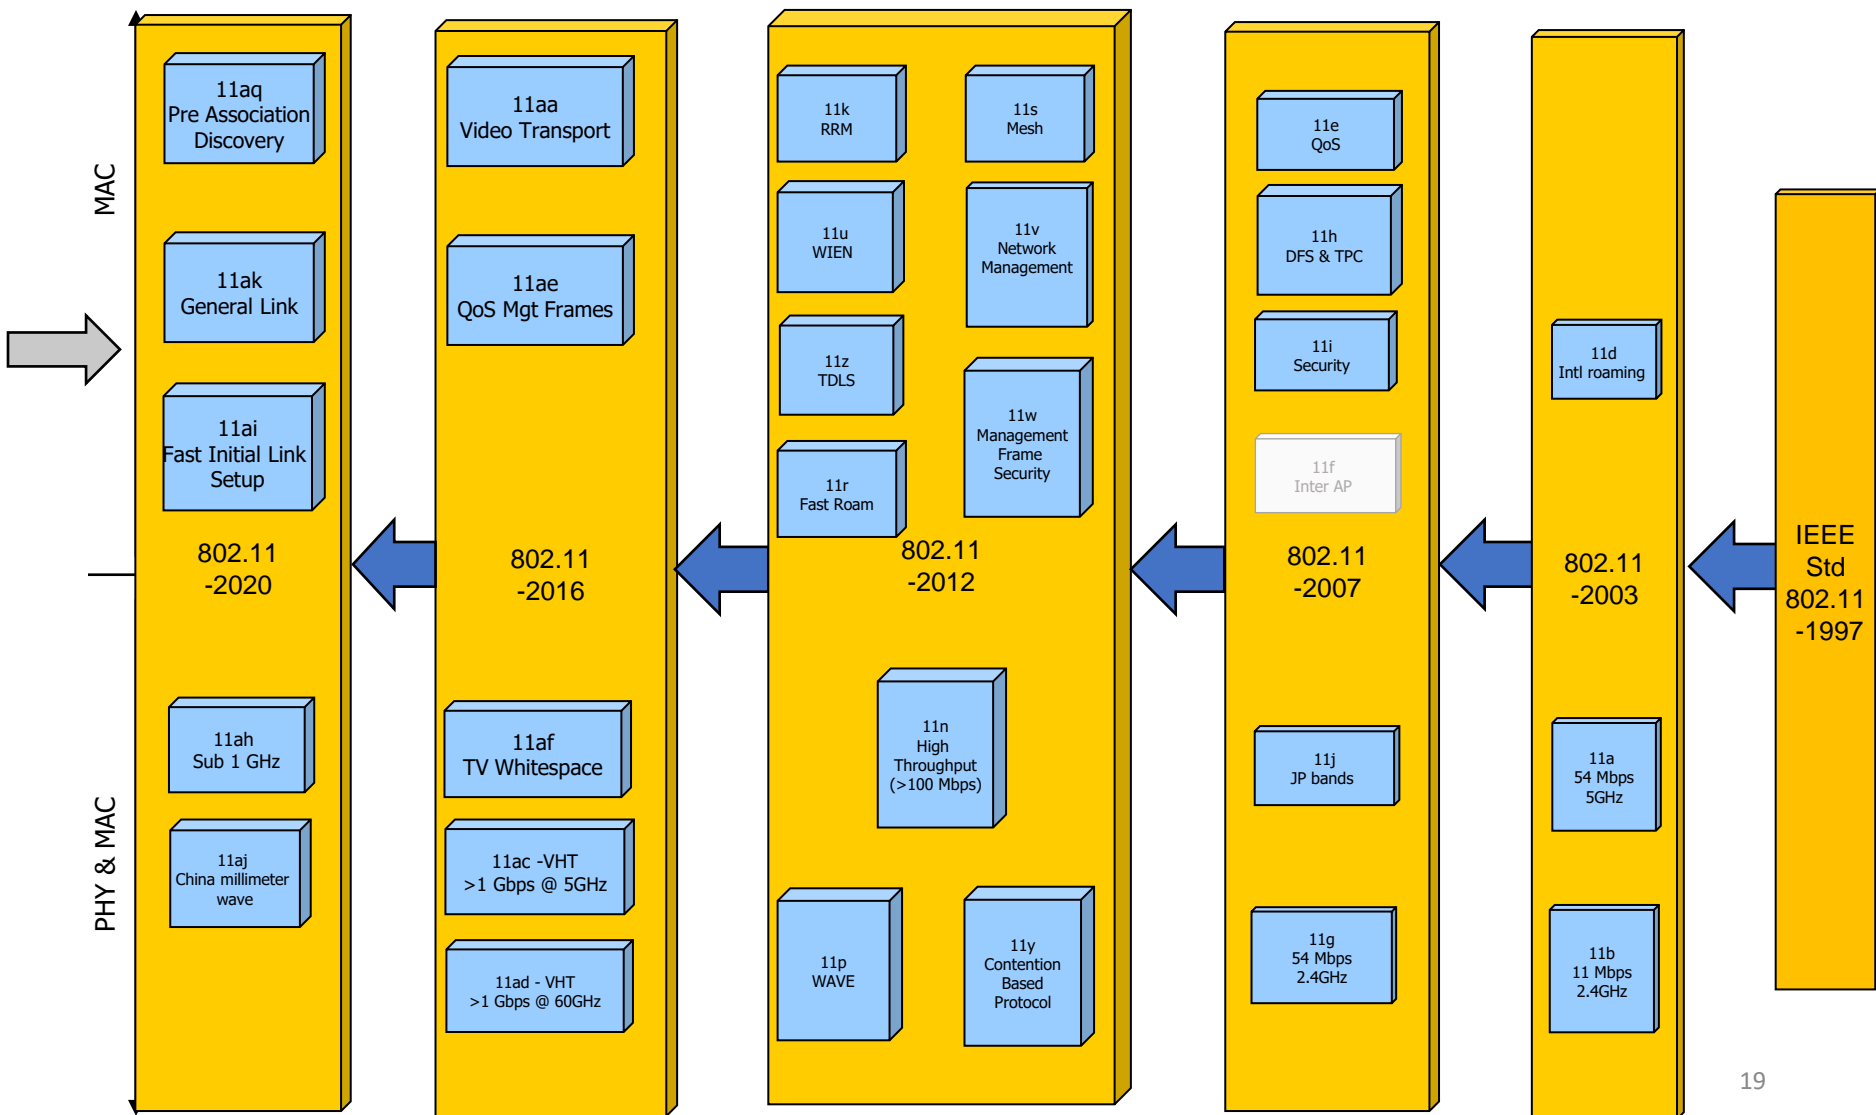 MAC
PHY & MAC
11aq
Pre Association
Discovery
11ak
General Link
11ai
Fast Initial Link
Setup
802.11
-2020
11ah
Sub 1 GHz
11aj
China millimeter
wave
11aa
Video Transport
11ae
QoS Mgt Frames
802.11
-2016
11af
TV Whitespace
11ac -VHT
>1 Gbps @ 5GHz
11ad - VHT
>1 Gbps @ 60GHz
11k
RRM
11s
Mesh
11u
WIEN
11v
Network
Management
11z
TDLS
11w
Management
Frame
Security
11r
Fast Roam
802.11
-2012
11n
High
Throughput
(>100 Mbps)
11p
WAVE
11y
Contention
Based
Protocol
11e
QoS
11h
DFS & TPC
11i
Security
11f
Inter AP
802.11
-2007
11j
JP bands
11g
54 Mbps
2.4GHz
11d
Intl roaming
802.11
-2003
11a
54 Mbps
5GHz
11b
11 Mbps
2.4GHz
IEEE
Std
802.11
-1997
19